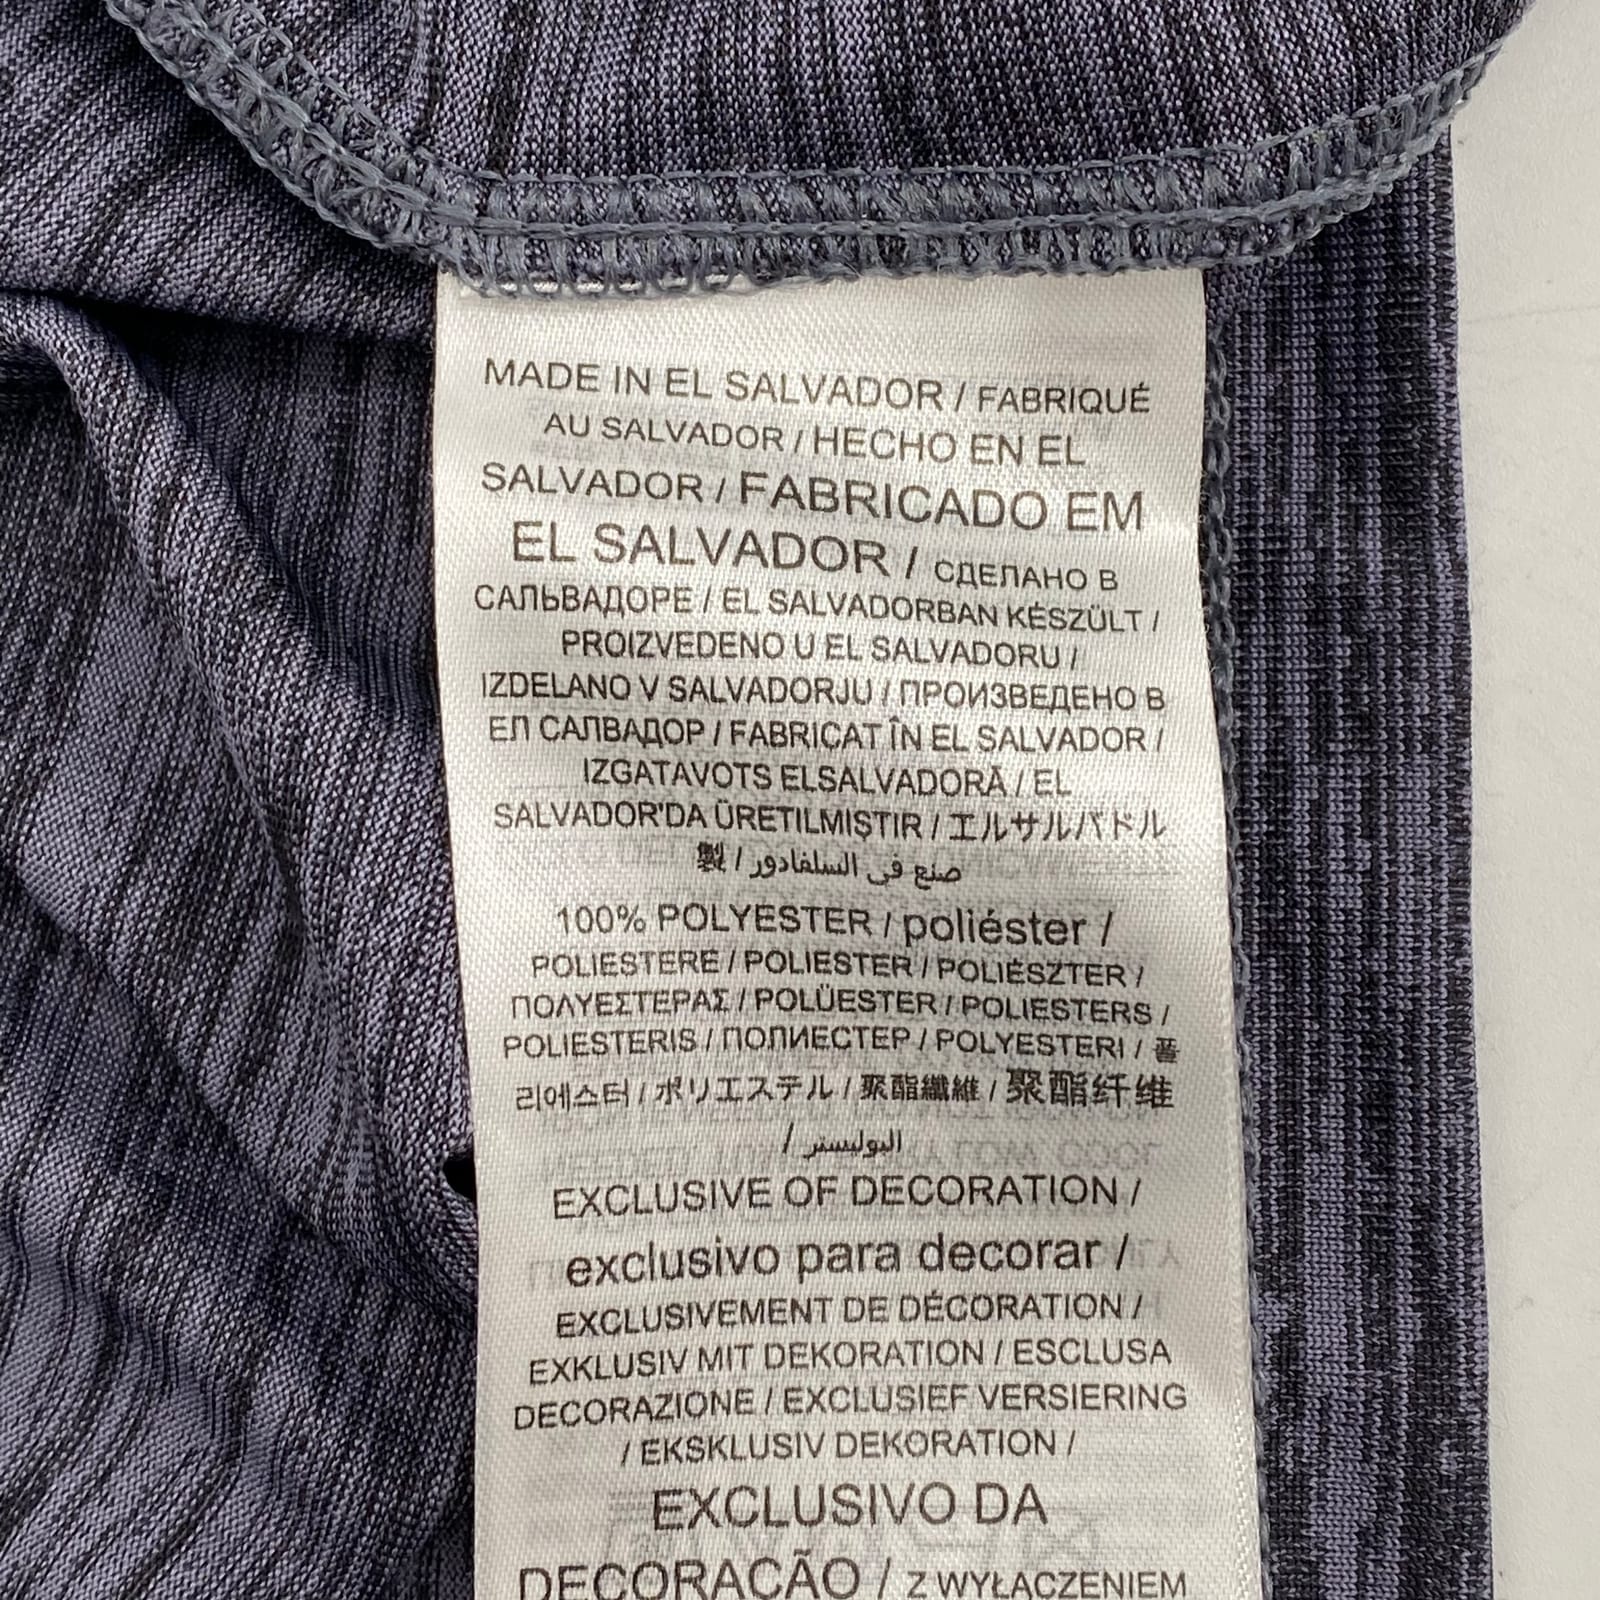 MADE IN EL SALVADOR / FABRIQUÉ
AU SALVADOR / HECHO EN EL
SALVADOR / FABRICADO EM
EL SALVADOR / СДЕЛАНО В
САЛЬВАДОРЕ / EL SALVADORBAN KÉSZÜLT /
PROIZVEDENO U EL SALVADORU /
IZDELANO V SALVADORJU / ПРОИЗВЕДЕНО В
ЕЛ САЛВАДОР / FABRICAT ÎN EL SALVADOR /
IZGATAVOTS ELSALVADORĀ / EL
SALVADOR'DA ÜRETILMIŞTIR / エルサルバドル
製 / صنع في السلفادور
100% POLYESTER / poliéster /
POLIESTERE / POLIESTER / POLIÉSZTER /
ΠΟΛΥΕΣΤΕΡΑΣ / POLÜESTER / POLIESTERS /
POLIESTERIS / ПОЛИЕСТЕР / POLYESTERI / 폴
리에스터 / ポリエステル / 聚酯纖維 / 聚酯纤维
/ البوليستر
EXCLUSIVE OF DECORATION /
exclusivo para decorar /
EXCLUSIVEMENT DE DÉCORATION /
EXKLUSIV MIT DEKORATION / ESCLUSA
DECORAZIONE / EXCLUSIEF VERSIERING
/ EKSKLUSIV DEKORATION /
EXCLUSIVO DA
DECORAÇÃO / Z WYŁĄCZENIEM